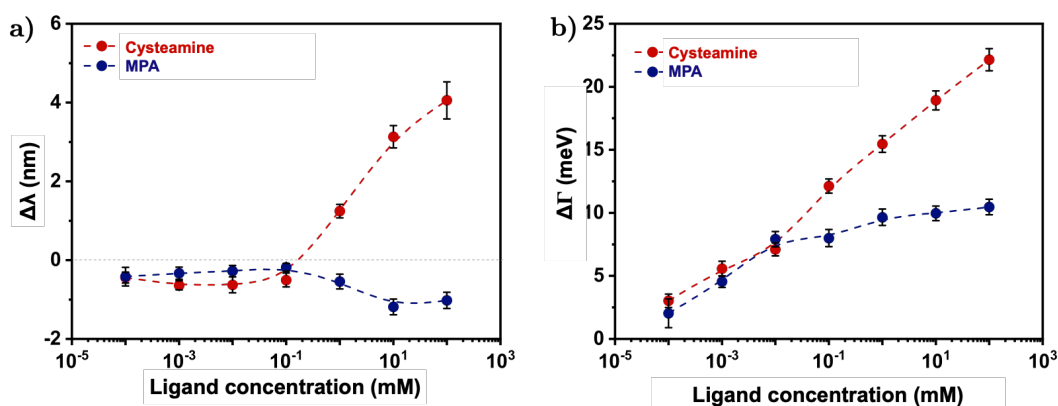 a)
Cysteamine
MPA
Δλ (nm)
6
4
2
0
-2
10⁻⁵
10⁻³
10⁻¹
10¹
10³
Ligand concentration (mM)
b)
Cysteamine
MPA
ΔΓ (meV)
25
20
15
10
5
0
10⁻⁵
10⁻³
10⁻¹
10¹
10³
Ligand concentration (mM)